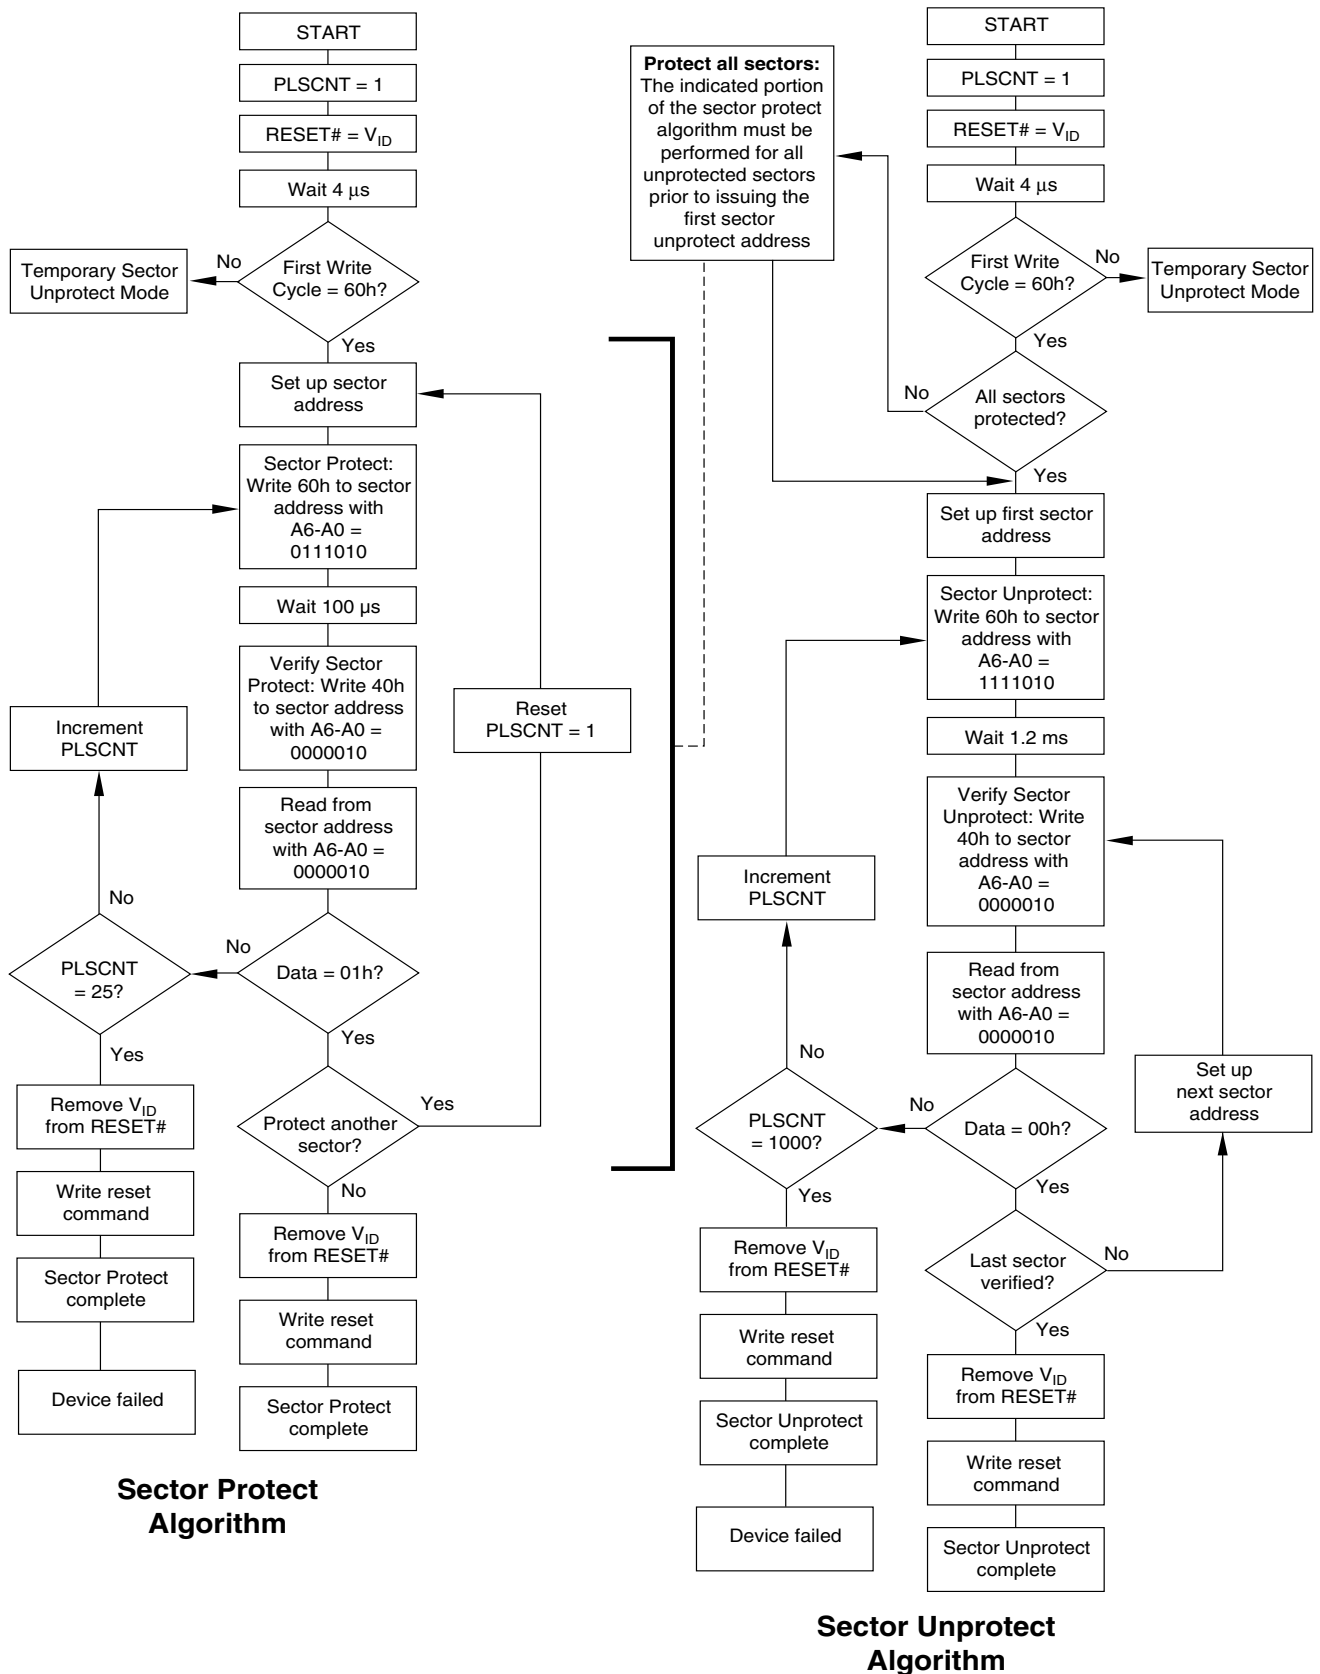 START
PLSCNT = 1
RESET# = VID
Wait 4 μs
First Write
Cycle = 60h?
No
Temporary Sector
Unprotect Mode
Yes
Set up sector
address
Sector Protect:
Write 60h to sector
address with
A6-A0 =
0111010
Wait 100 µs
Verify Sector
Protect: Write 40h
to sector address
with A6-A0 =
0000010
Reset
PLSCNT = 1
Increment
PLSCNT
Read from
sector address
with A6-A0 =
0000010
No
No
Data = 01h?
PLSCNT
= 25?
Yes
Yes
Remove VID
from RESET#
Write reset
command
Sector Protect
complete
Device failed
Protect another
sector?
Yes
No
Remove VID
from RESET#
Write reset
command
Sector Protect
complete
Sector Protect
Algorithm
Protect all sectors:
The indicated portion
of the sector protect
algorithm must be
performed for all
unprotected sectors
prior to issuing the
first sector
unprotect address
START
PLSCNT = 1
RESET# = VID
Wait 4 μs
First Write
Cycle = 60h?
No
Temporary Sector
Unprotect Mode
Yes
No
All sectors
protected?
Yes
Set up first sector
address
Sector Unprotect:
Write 60h to sector
address with
A6-A0 =
1111010
Wait 1.2 ms
Verify Sector
Unprotect: Write
40h to sector
address with
A6-A0 =
0000010
Increment
PLSCNT
Read from
sector address
with A6-A0 =
0000010
No
Set up
next sector
address
No
Data = 00h?
PLSCNT
= 1000?
Yes
Yes
Remove VID
from RESET#
Write reset
command
Sector Unprotect
complete
Device failed
Last sector
verified?
No
Yes
Remove VID
from RESET#
Write reset
command
Sector Unprotect
complete
Sector Unprotect
Algorithm